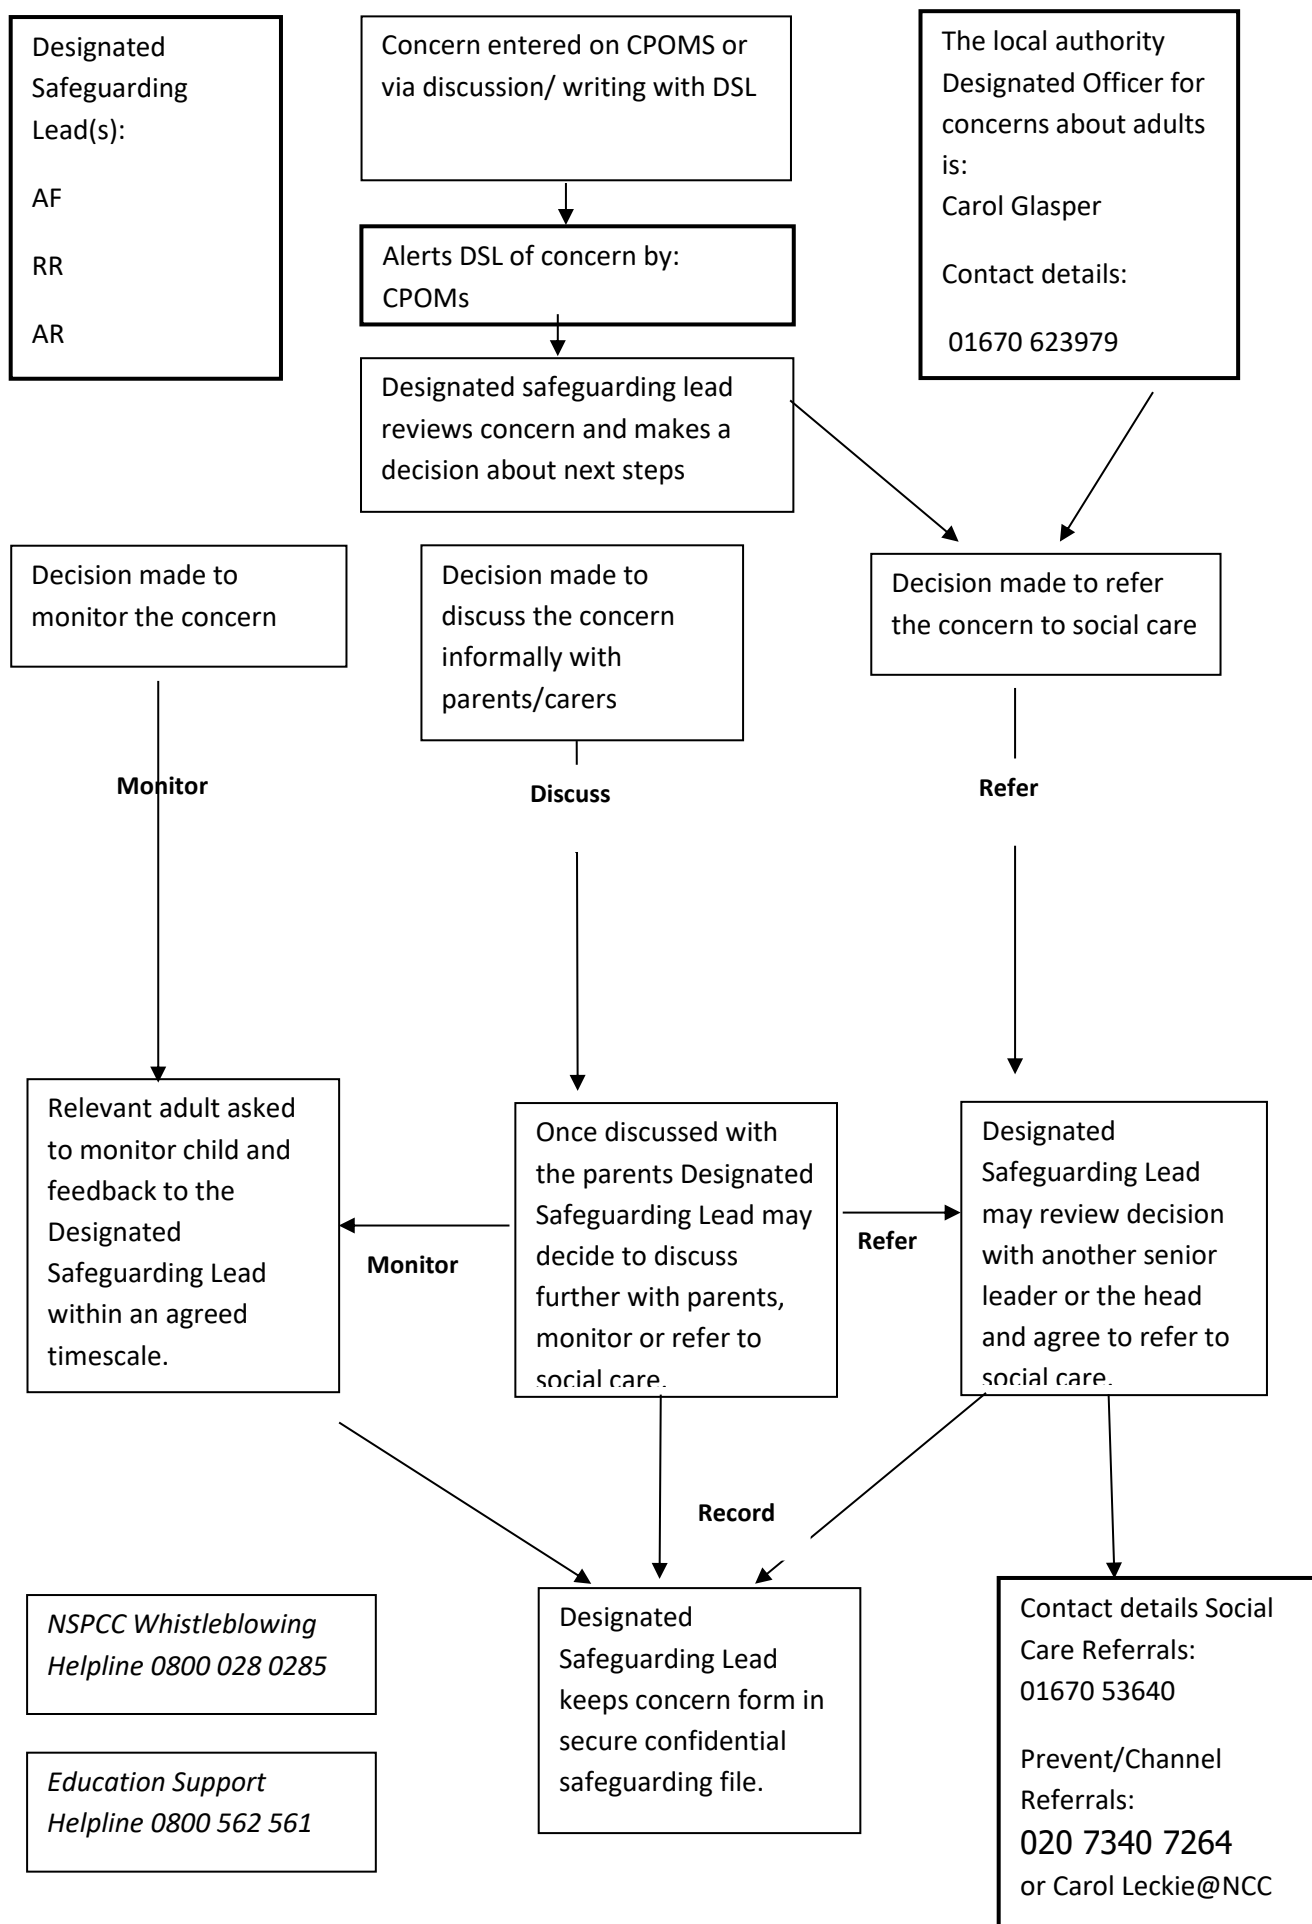 Designated
Safeguarding
Lead(s):
AF
RR
AR
Concern entered on CPOMS or
via discussion/ writing with DSL
The local authority
Designated Officer for
concerns about adults
is:
Carol Glasper
Contact details:
01670 623979
Alerts DSL of concern by:
CPOMs
Designated safeguarding lead
reviews concern and makes a
decision about next steps
Decision made to
monitor the concern
Decision made to
discuss the concern
informally with
parents/carers
Decision made to refer
the concern to social care
Monitor
Discuss
Refer
Relevant adult asked
to monitor child and
feedback to the
Designated
Safeguarding Lead
within an agreed
timescale.
Monitor
Once discussed with
the parents Designated
Safeguarding Lead may
decide to discuss
further with parents,
monitor or refer to
social care.
Refer
Designated
Safeguarding Lead
may review decision
with another senior
leader or the head
and agree to refer to
social care.
Record
NSPCC Whistleblowing
Helpline 0800 028 0285
Education Support
Helpline 0800 562 561
Designated
Safeguarding Lead
keeps concern form in
secure confidential
safeguarding file.
Contact details Social
Care Referrals:
01670 53640
Prevent/Channel
Referrals:
020 7340 7264
or Carol Leckie@NCC